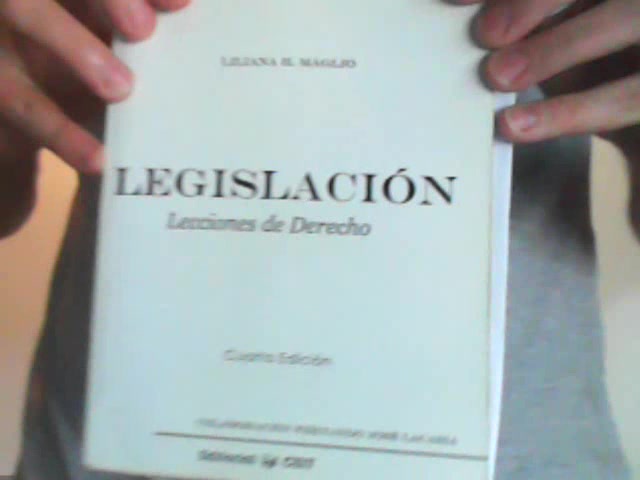 LILIANA H. MAGLIO
LEGISLACIÓN
Lecciones de Derecho
Cuarta Edición